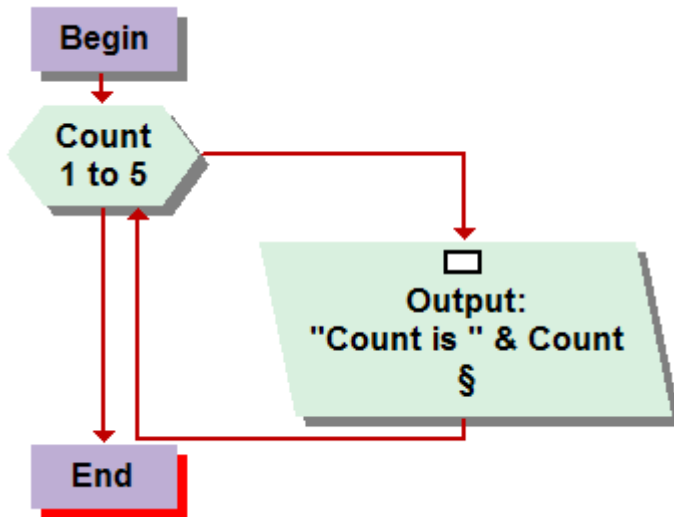 Begin
Count
1 to 5
Output:
"Count is " & Count
§
End